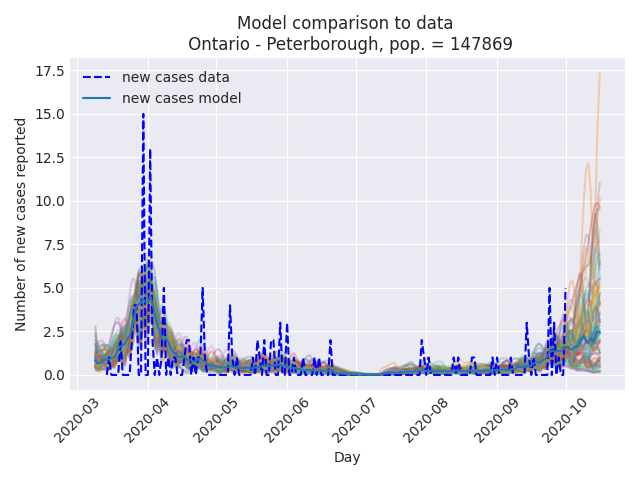 Model comparison to data
Ontario - Peterborough, pop. = 147869
new cases data
new cases model
Number of new cases reported
17.5
15.0
12.5
10.0
7.5
5.0
2.5
0.0
2020-03
2020-04
2020-05
2020-06
2020-07
2020-08
2020-09
2020-10
Day